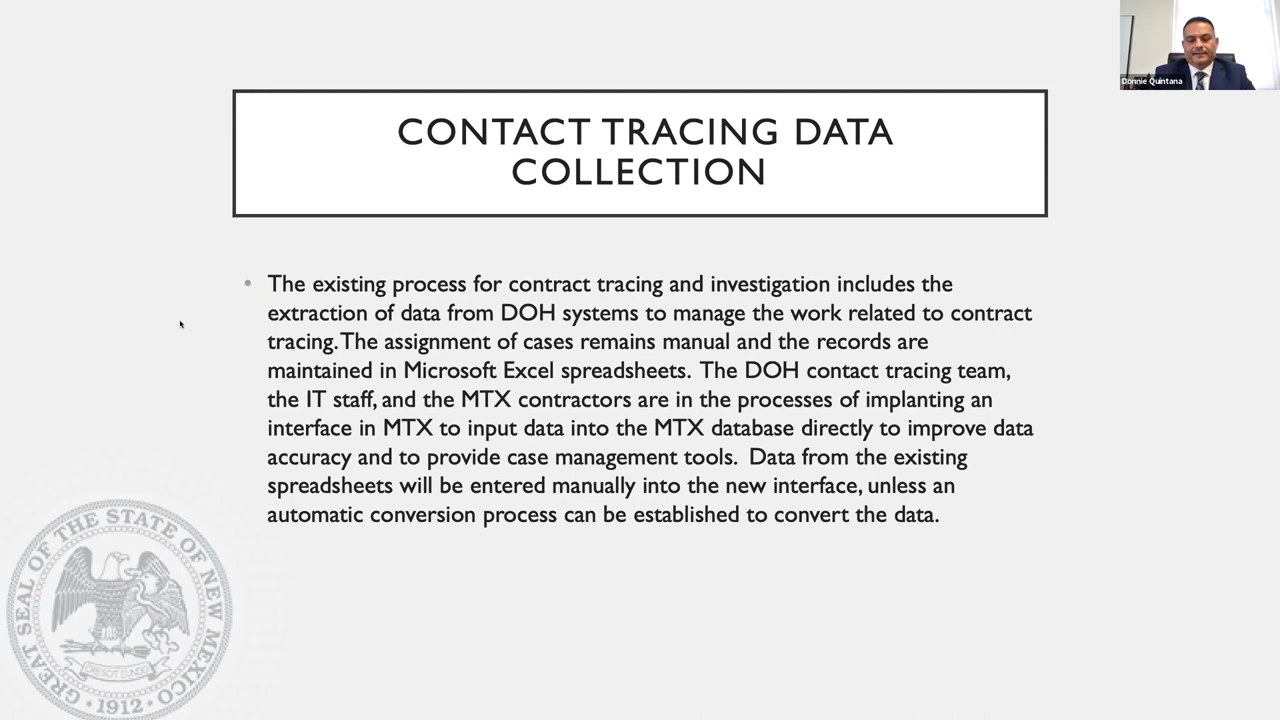 Donnie Quintana
CONTACT TRACING DATA
COLLECTION
• The existing process for contract tracing and investigation includes the
extraction of data from DOH systems to manage the work related to contract
tracing. The assignment of cases remains manual and the records are
maintained in Microsoft Excel spreadsheets.  The DOH contact tracing team,
the IT staff, and the MTX contractors are in the processes of implanting an
interface in MTX to input data into the MTX database directly to improve data
accuracy and to provide case management tools.  Data from the existing
spreadsheets will be entered manually into the new interface, unless an
automatic conversion process can be established to convert the data.
GREAT SEAL OF THE STATE OF NEW MEXICO
CRESCIT EUNDO
• 1912 •